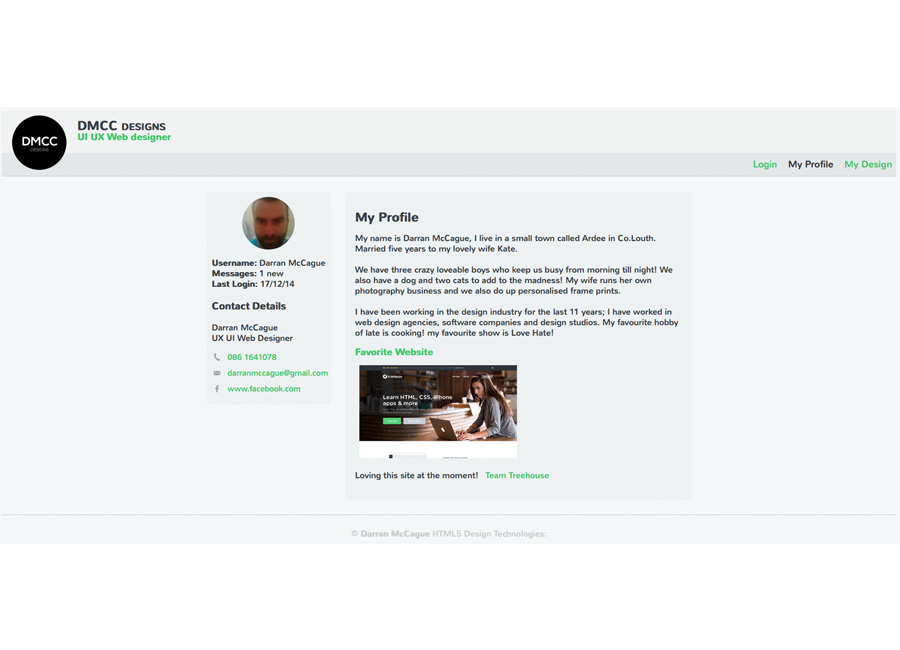 DMCC
DESIGNS
DMCC DESIGNS
UI UX Web designer
Login My Profile My Design
Username: Darran McCague
Messages: 1 new
Last Login: 17/12/14
Contact Details
Darran McCague
UX UI Web Designer
086 1641078
darranmccague@gmail.com
www.facebook.com
My Profile
My name is Darran McCague, I live in a small town called Ardee in Co.Louth.
Married five years to my lovely wife Kate.
We have three crazy loveable boys who keep us busy from morning till night! We
also have a dog and two cats to add to the madness! My wife runs her own
photography business and we also do up personalised frame prints.
I have been working in the design industry for the last 11 years; I have worked in
web design agencies, software companies and design studios. My favourite hobby
of late is cooking! my favourite show is Love Hate!
Favorite Website
Learn HTML, CSS, iPhone
apps & more
Loving this site at the moment! Team Treehouse
© Darran McCague HTML5 Design Technologies: